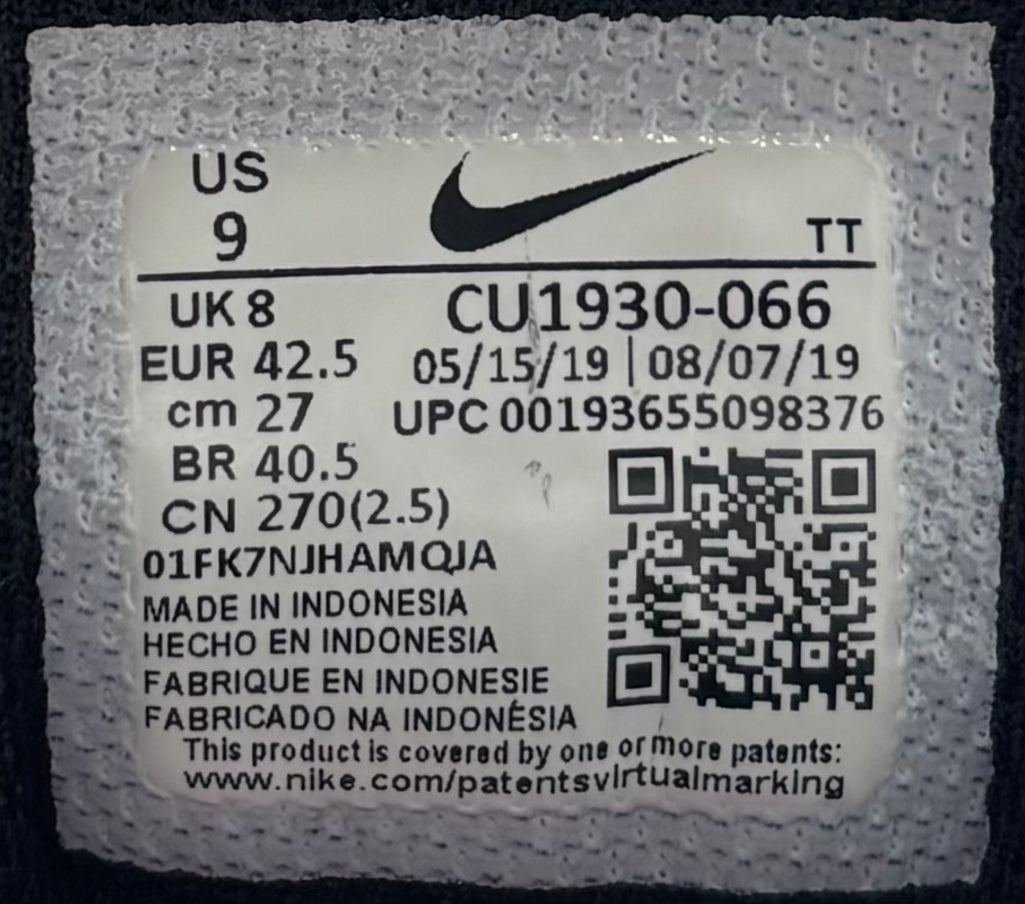 US
9
TT
UK 8
CU1930-066
EUR 42.5
05/15/19 | 08/07/19
cm 27
UPC 00193655098376
BR 40.5
CN 270(2.5)
01FK7NJHAMQJA
MADE IN INDONESIA
HECHO EN INDONESIA
FABRIQUE EN INDONESIE
FABRICADO NA INDONÉSIA
This product is covered by one or more patents:
www.nike.com/patentsvirtualmarking